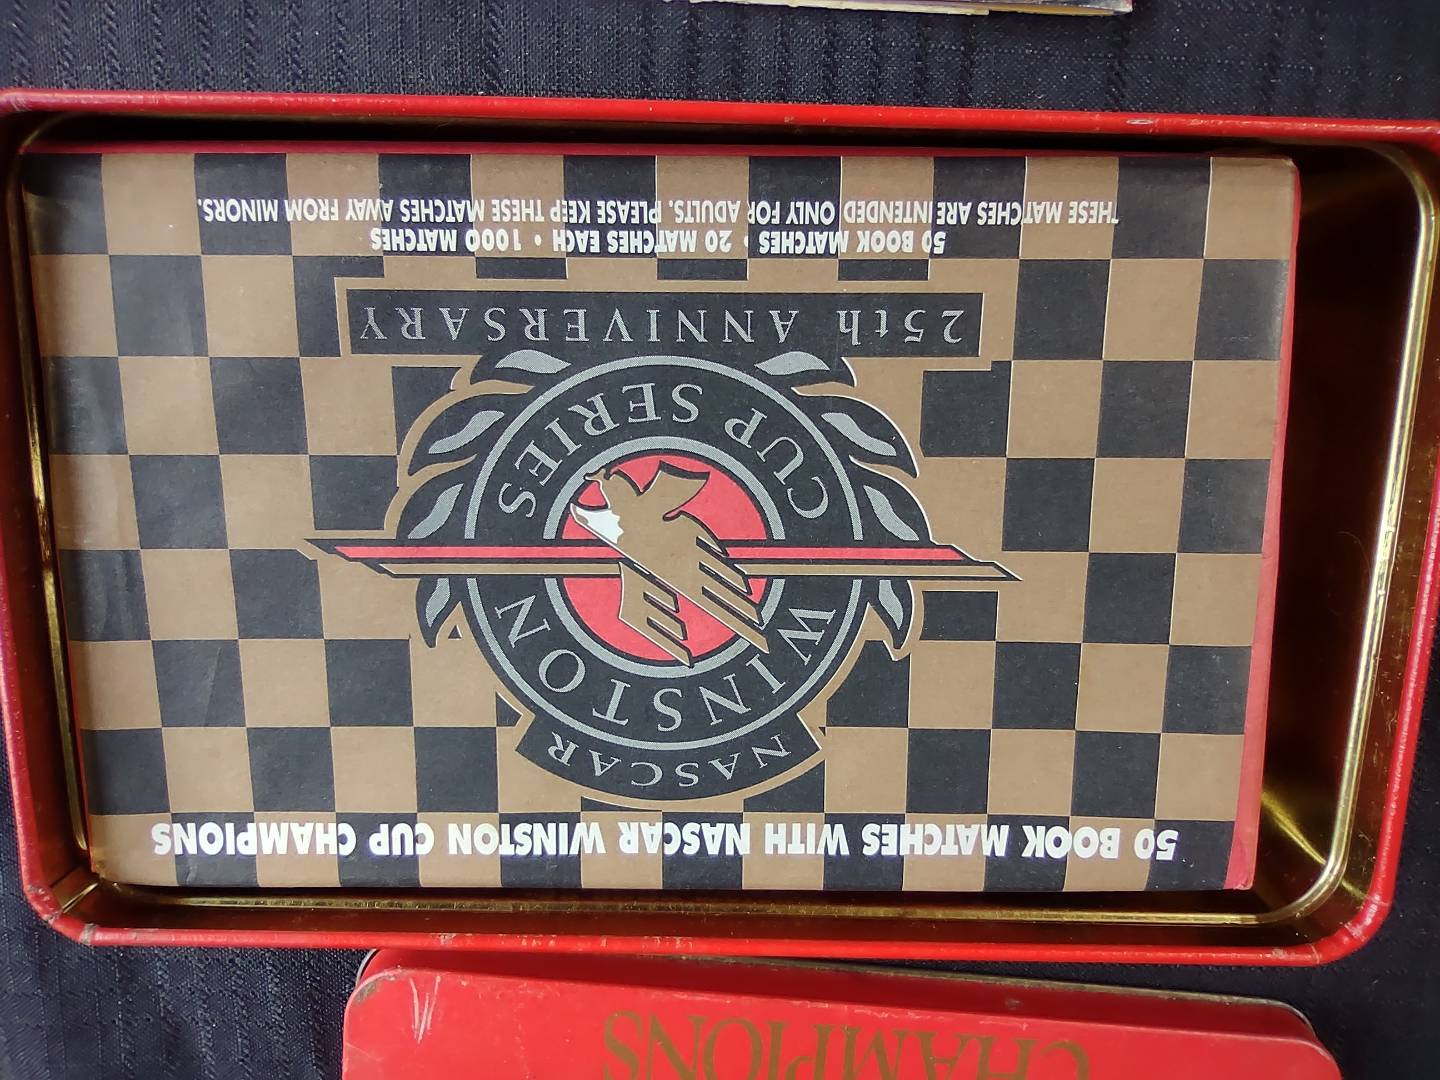 50 BOOK MATCHES WITH NASCAR WINSTON CUP CHAMPIONS
NASCAR
WINSTON
CUP SERIES
25th ANNIVERSARY
50 BOOK MATCHES • 20 MATCHES EACH • 1000 MATCHES
THESE MATCHES ARE INTENDED ONLY FOR ADULTS. PLEASE KEEP THESE MATCHES AWAY FROM MINORS.
CHAMPIONS